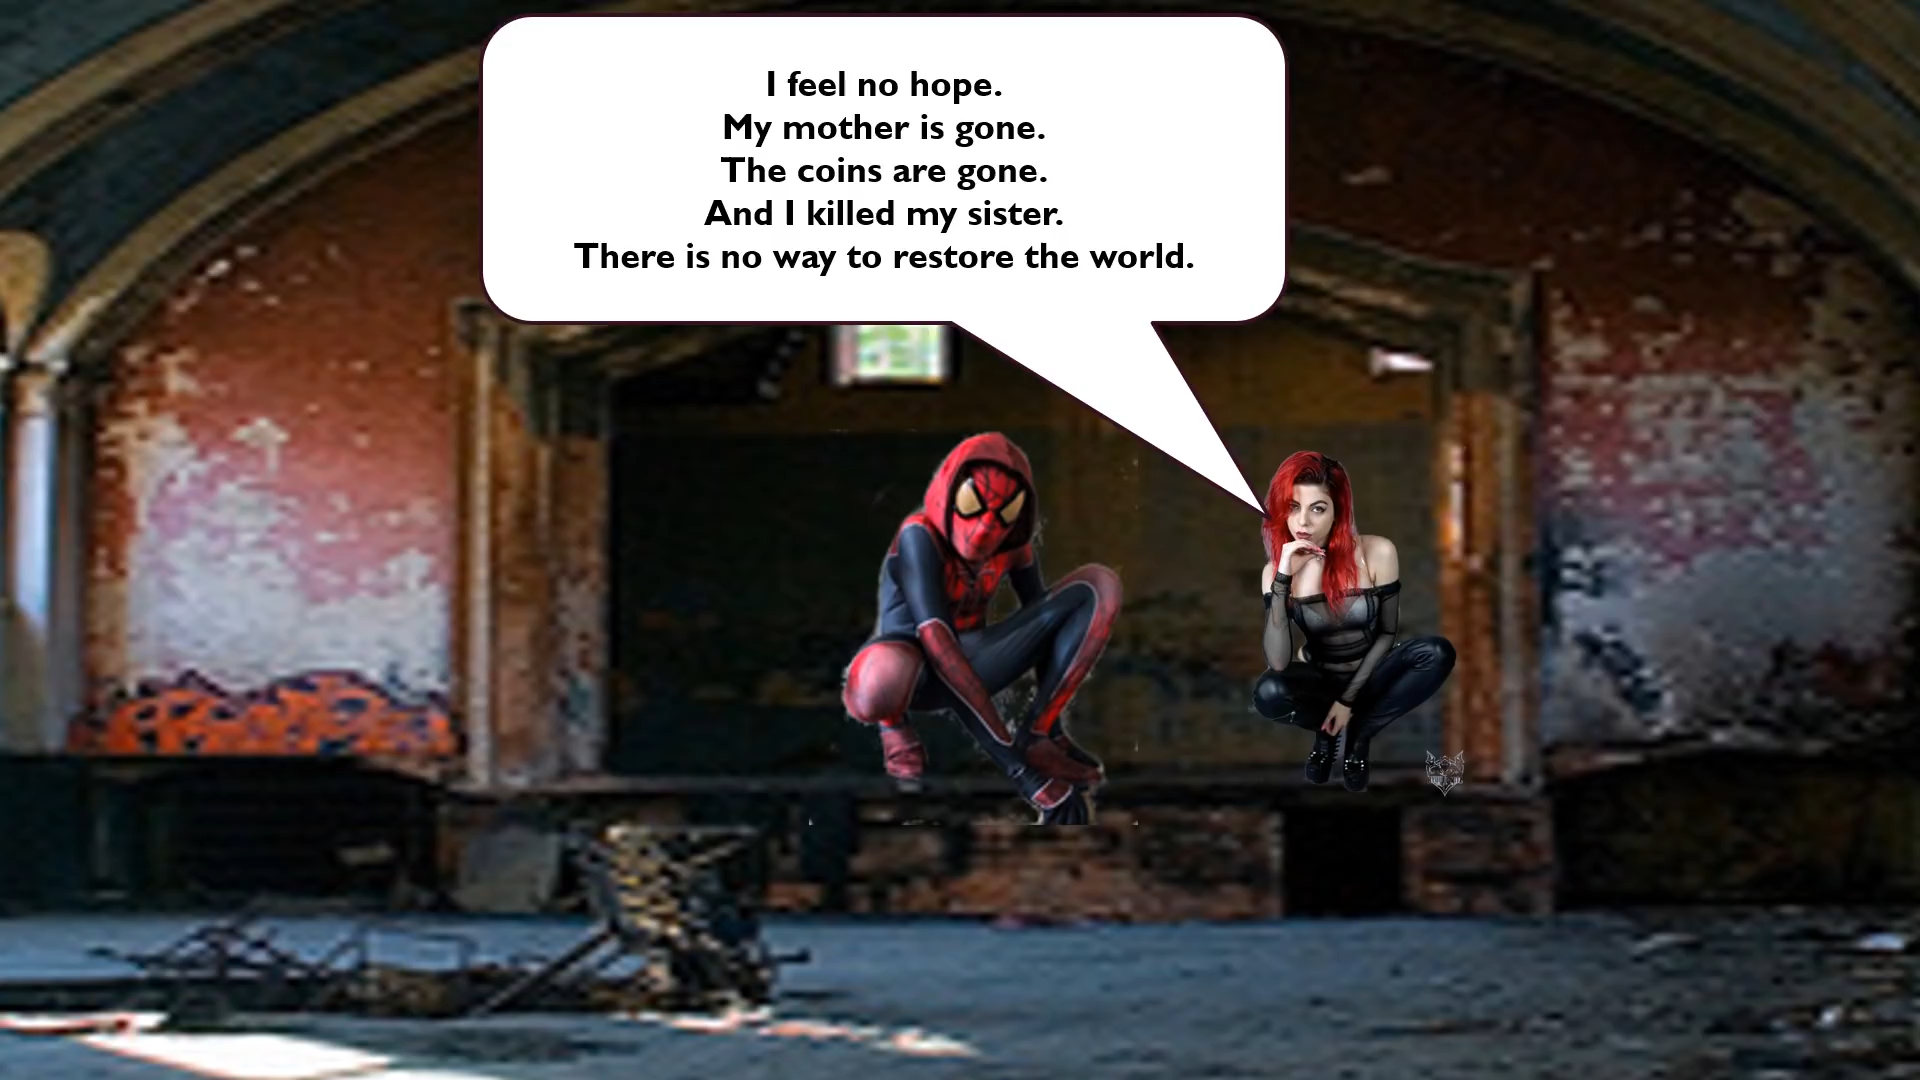 I feel no hope.
My mother is gone.
The coins are gone.
And I killed my sister.
There is no way to restore the world.